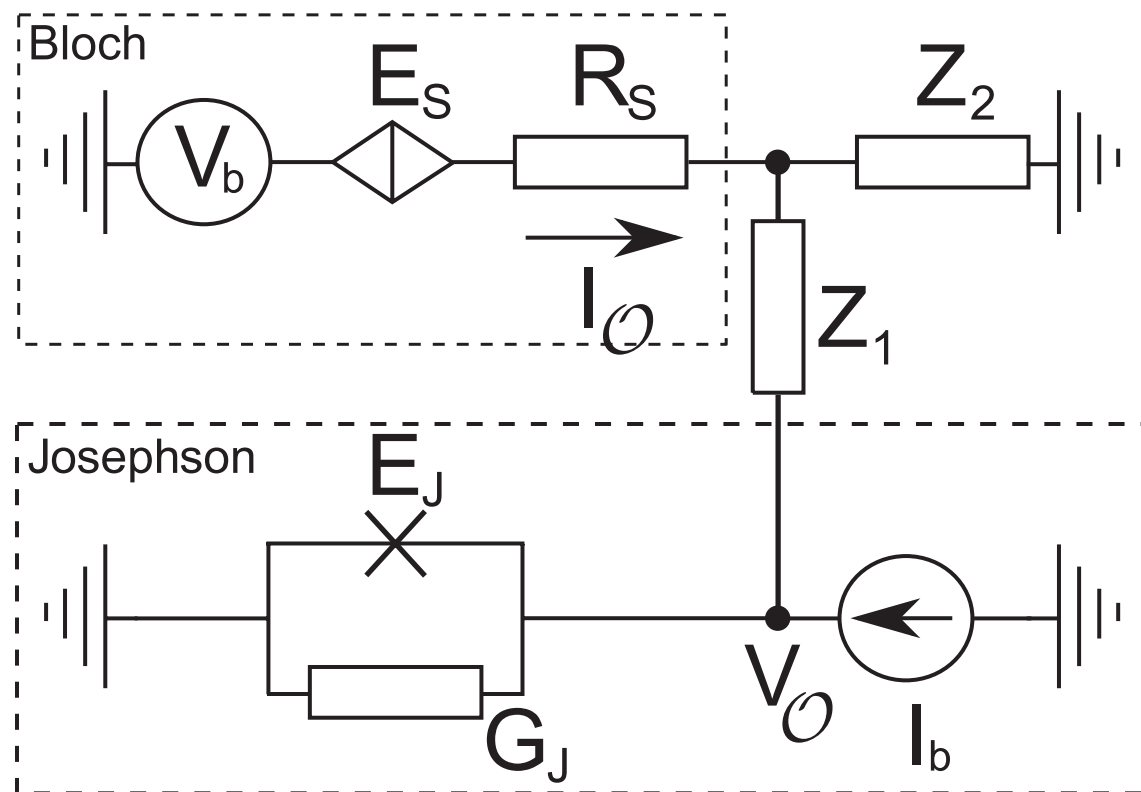 Bloch
E_S
R_S
Z_2
V_b
I_𝒪
Z_1
Josephson
E_J
G_J
V_𝒪
I_b